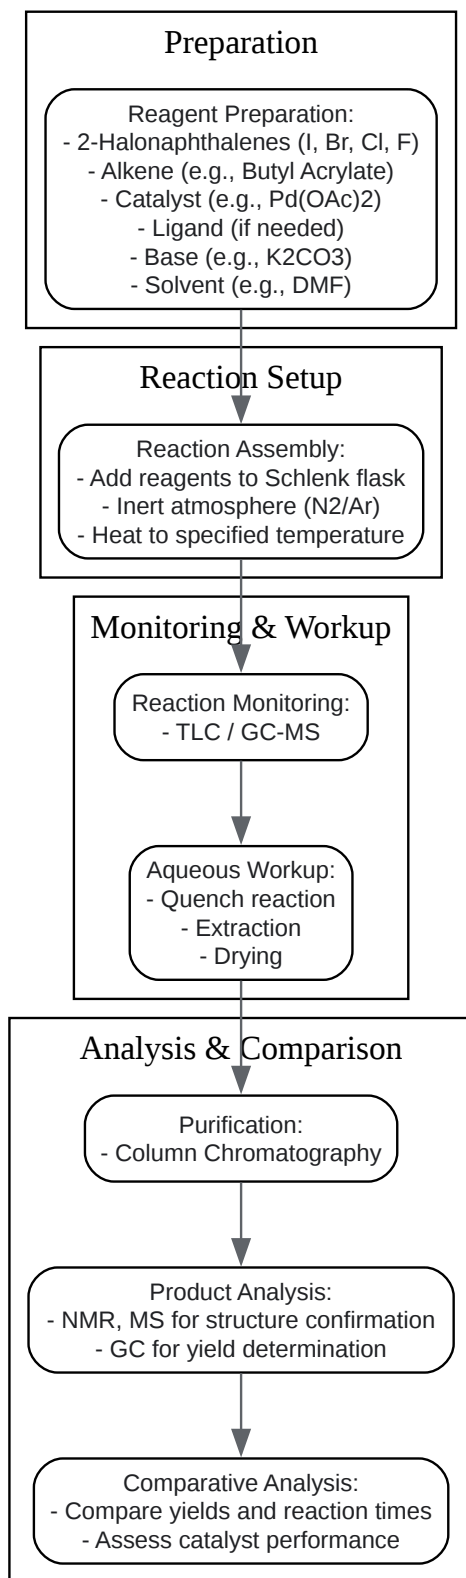 Preparation
Reagent Preparation:
- 2-Halonaphthalenes (I, Br, Cl, F)
- Alkene (e.g., Butyl Acrylate)
- Catalyst (e.g., Pd(OAc)2)
- Ligand (if needed)
- Base (e.g., K2CO3)
- Solvent (e.g., DMF)
Reaction Setup
Reaction Assembly:
- Add reagents to Schlenk flask
- Inert atmosphere (N2/Ar)
- Heat to specified temperature
Monitoring & Workup
Reaction Monitoring:
- TLC / GC-MS
Aqueous Workup:
- Quench reaction
- Extraction
- Drying
Analysis & Comparison
Purification:
- Column Chromatography
Product Analysis:
- NMR, MS for structure confirmation
- GC for yield determination
Comparative Analysis:
- Compare yields and reaction times
- Assess catalyst performance